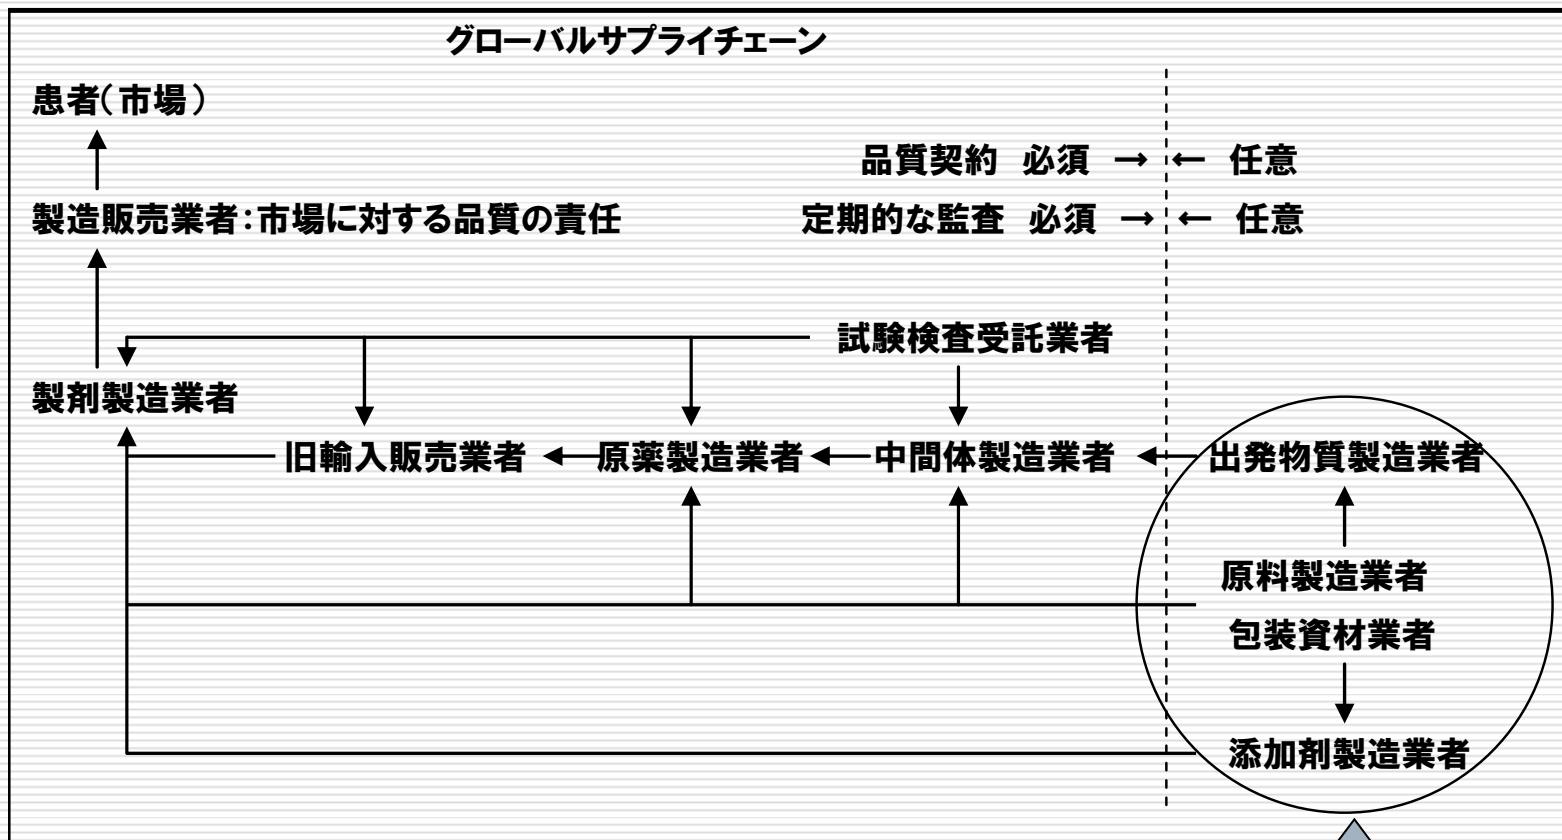 グローバルサプライチェーン
患者（市場）
品質契約 必須 → ← 任意
製造販売業者：市場に対する品質の責任
定期的な監査 必須 → ← 任意
試験検査受託業者
製剤製造業者
旧輸入販売業者
原薬製造業者
中間体製造業者
出発物質製造業者
原料製造業者
包装資材業者
添加剤製造業者